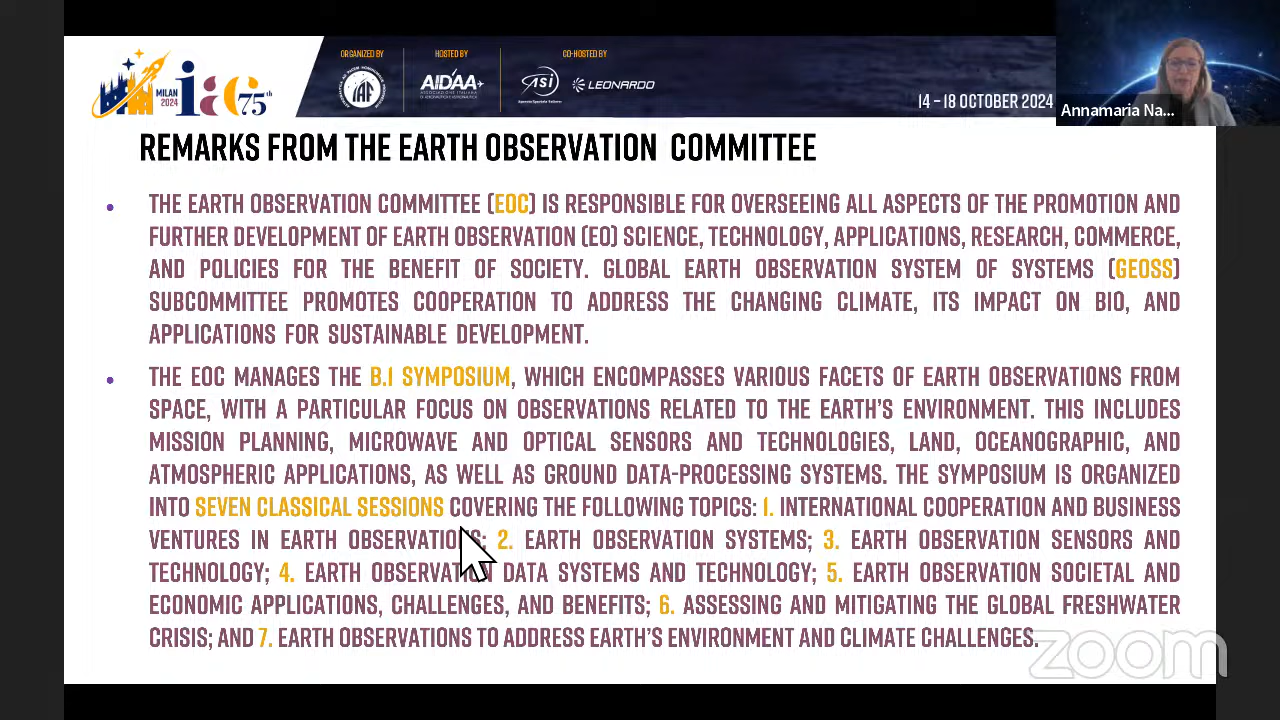 ORGANIZED BY
HOSTED BY
CO-HOSTED BY
MILAN
2024
iac
75th
IAF
AIDAA
asi
LEONARDO
14 – 18 OCTOBER 2024
Annamaria Na...
REMARKS FROM THE EARTH OBSERVATION COMMITTEE
• THE EARTH OBSERVATION COMMITTEE (EOC) IS RESPONSIBLE FOR OVERSEEING ALL ASPECTS OF THE PROMOTION AND
FURTHER DEVELOPMENT OF EARTH OBSERVATION (EO) SCIENCE, TECHNOLOGY, APPLICATIONS, RESEARCH, COMMERCE,
AND POLICIES FOR THE BENEFIT OF SOCIETY. GLOBAL EARTH OBSERVATION SYSTEM OF SYSTEMS (GEOSS)
SUBCOMMITTEE PROMOTES COOPERATION TO ADDRESS THE CHANGING CLIMATE, ITS IMPACT ON BIO, AND
APPLICATIONS FOR SUSTAINABLE DEVELOPMENT.
• THE EOC MANAGES THE B.1 SYMPOSIUM, WHICH ENCOMPASSES VARIOUS FACETS OF EARTH OBSERVATIONS FROM
SPACE, WITH A PARTICULAR FOCUS ON OBSERVATIONS RELATED TO THE EARTH'S ENVIRONMENT. THIS INCLUDES
MISSION PLANNING, MICROWAVE AND OPTICAL SENSORS AND TECHNOLOGIES, LAND, OCEANOGRAPHIC, AND
ATMOSPHERIC APPLICATIONS, AS WELL AS GROUND DATA-PROCESSING SYSTEMS. THE SYMPOSIUM IS ORGANIZED
INTO SEVEN CLASSICAL SESSIONS COVERING THE FOLLOWING TOPICS: 1. INTERNATIONAL COOPERATION AND BUSINESS
VENTURES IN EARTH OBSERVATIONS; 2. EARTH OBSERVATION SYSTEMS; 3. EARTH OBSERVATION SENSORS AND
TECHNOLOGY; 4. EARTH OBSERVATION DATA SYSTEMS AND TECHNOLOGY; 5. EARTH OBSERVATION SOCIETAL AND
ECONOMIC APPLICATIONS, CHALLENGES, AND BENEFITS; 6. ASSESSING AND MITIGATING THE GLOBAL FRESHWATER
CRISIS; AND 7. EARTH OBSERVATIONS TO ADDRESS EARTH'S ENVIRONMENT AND CLIMATE CHALLENGES.
zoom